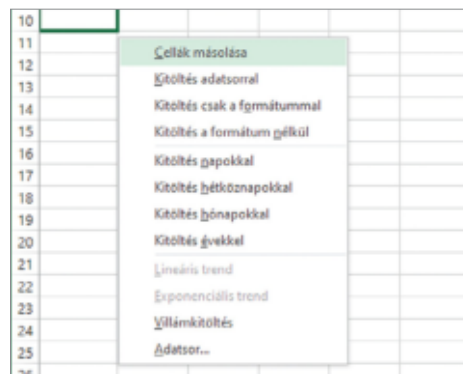 10
11
Cellák másolása
12
Kitöltés adatsorral
13
14
Kitöltés csak a formátummal
15
Kitöltés a formátum nélkül
16
Kitöltés napokkal
17
18
Kitöltés hétköznapokkal
19
Kitöltés hónapokkal
20
Kitöltés évekkel
21
Lineáris trend
22
Exponenciális trend
23
Villámkitöltés
24
25
Adatsor...
26